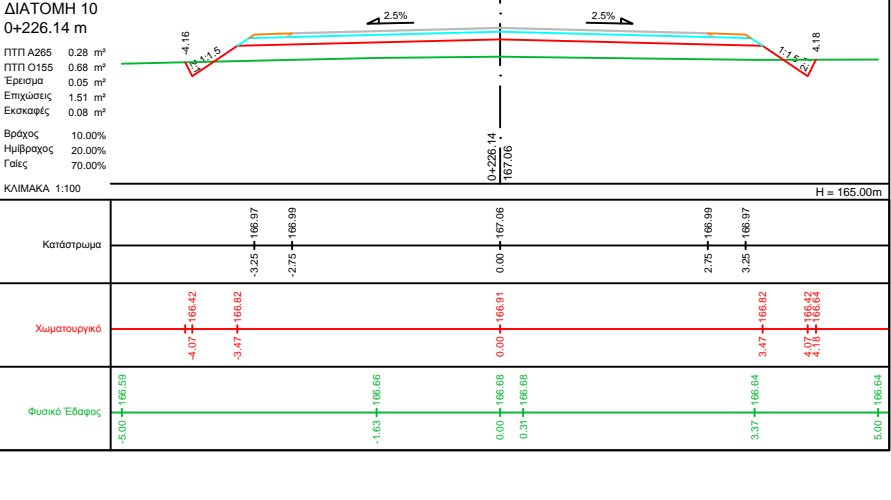 ΔΙΑΤΟΜΗ 10
0+226.14 m
ΠΤΠ Α265 0.28 m²
ΠΤΠ Ο155 0.68 m²
Έρεισμα 0.05 m²
Επιχώσεις 1.51 m²
Εκσκαφές 0.08 m²
Βράχος 10.00%
Ημίβραχος 20.00%
Γαίες 70.00%
ΚΛΙΜΑΚΑ 1:100
-4.16
1:1.5
2.5%
2.5%
1:1.5
2:1
4.18
0+226.14
167.06
H = 165.00m
Κατάστρωμα
-3.25 166.97
-2.75 166.99
0.00 167.06
2.75 166.99
3.25 166.97
Χωματουργικό
-4.07 166.42
-3.47 166.82
0.00 166.91
3.47 166.82
4.07 166.42
4.18 166.64
Φυσικό Έδαφος
-5.00 166.59
-1.63 166.66
0.00 166.68
0.31 166.68
3.37 166.64
5.00 166.64